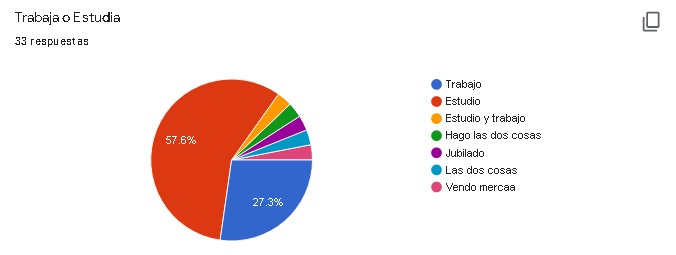 Trabaja o Estudia
33 respuestas
57.6%
27.3%
Trabajo
Estudio
Estudio y trabajo
Hago las dos cosas
Jubilado
Las dos cosas
Vendo mercaa